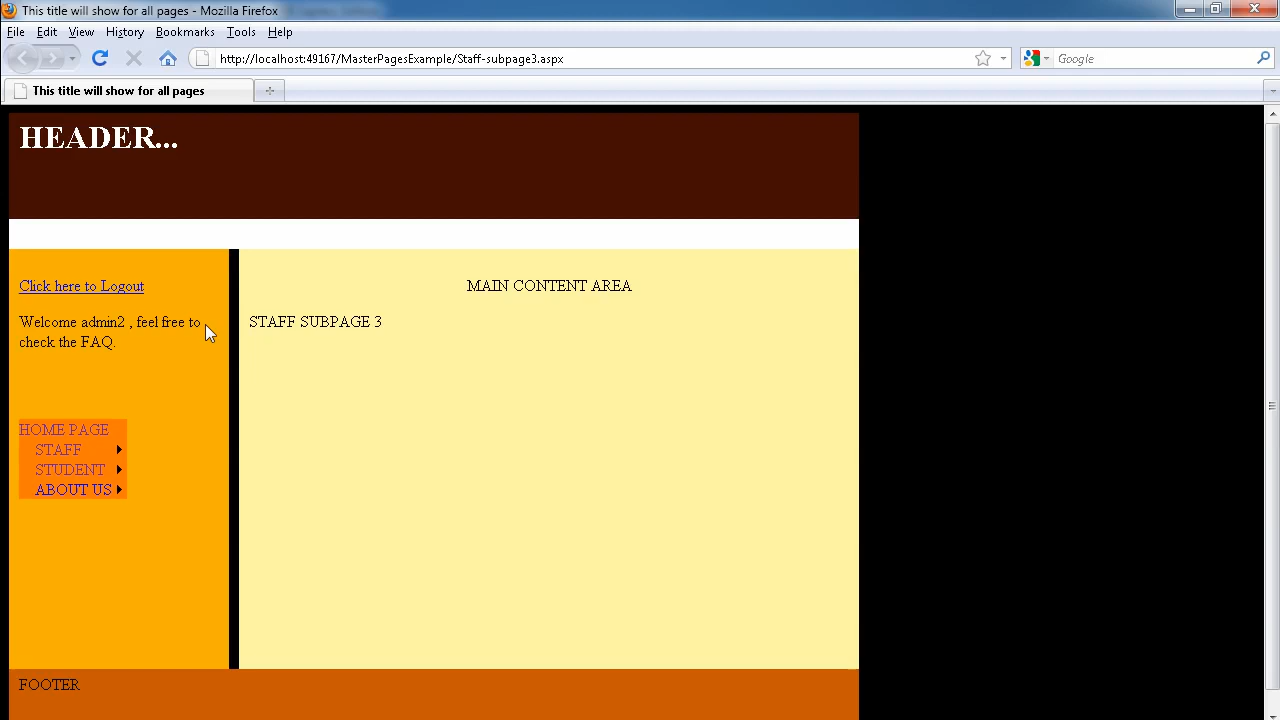 This title will show for all pages - Mozilla Firefox
File Edit View History Bookmarks Tools Help
http://localhost:49167/MasterPagesExample/Staff-subpage3.aspx
Google
This title will show for all pages
HEADER...
Click here to Logout
Welcome admin2 , feel free to
check the FAQ.
HOME PAGE
STAFF
STUDENT
ABOUT US
MAIN CONTENT AREA
STAFF SUBPAGE 3
FOOTER